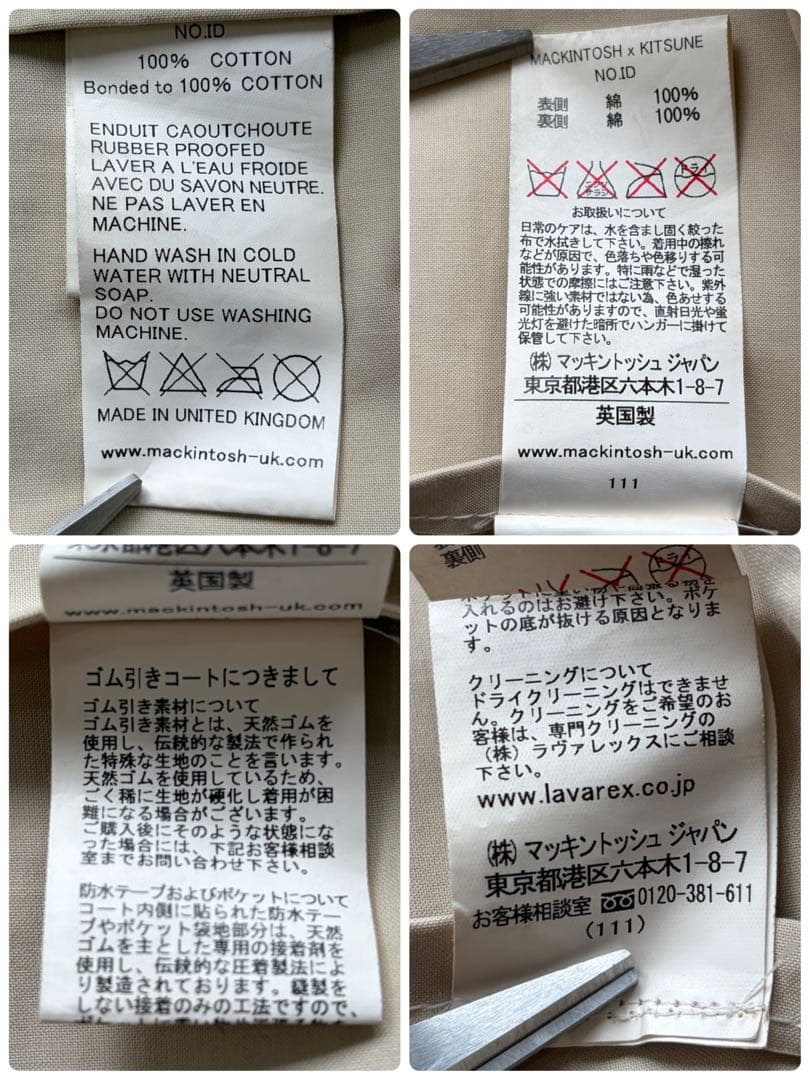 NO.ID
100% COTTON
Bonded to 100% COTTON
ENDUIT CAOUTCHOUTE
RUBBER PROOFED
LAVER A L'EAU FROIDE
AVEC DU SAVON NEUTRE.
NE PAS LAVER EN
MACHINE.
HAND WASH IN COLD
WATER WITH NEUTRAL
SOAP.
DO NOT USE WASHING
MACHINE.
MADE IN UNITED KINGDOM
www.mackintosh-uk.com
MACKINTOSH x KITSUNE
NO.ID
表側 綿 100%
裏側 綿 100%
エンソサラシ
ドライ
お取扱いについて
日常のケアは、水を含まし固く絞った
布で水拭きして下さい。着用中の擦れ
などが原因で、色落ちや色移りする可
能性があります。特に雨などで湿った
状態での摩擦にはご注意下さい。紫外
線に強い素材ではない為、色あせする
可能性がありますので、直射日光や蛍
光灯を避けた暗所でハンガーに掛けて
保管して下さい。
(株) マッキントッシュ ジャパン
東京都港区六本木1-8-7
英国製
www.mackintosh-uk.com
111
東京都港区六本木1-8-7
英国製
www.mackintosh-uk.com
ゴム引きコートにつきまして
ゴム引き素材について
ゴム引き素材とは、天然ゴムを
使用し、伝統的な製法で作られ
た特殊な生地のことを言います。
天然ゴムを使用しているため、
ごく稀に生地が硬化し着用が困
難になる場合がございます。
ご購入後にそのような状態にな
った場合には、下記お客様相談
室までお問い合わせ下さい。
防水テープおよびポケットについて
コート内側に貼られた防水テー
プやポケット袋地部分は、天然
ゴムを主とした専用の接着剤を
使用し、伝統的な圧着製法によ
り製造されております。縫製を
しない接着のみの工法ですので、
裏側
入れるのはお避け下さい。ポケ
ットの底が抜ける原因となりま
す。
クリーニングについて
ドライクリーニングはできませ
ん。クリーニングをご希望のお
客様は、専門クリーニングの
(株) ラヴァレックスにご相談
下さい。
www.lavarex.co.jp
(株) マッキントッシュ ジャパン
東京都港区六本木1-8-7
お客様相談室 0120-381-611
(111)